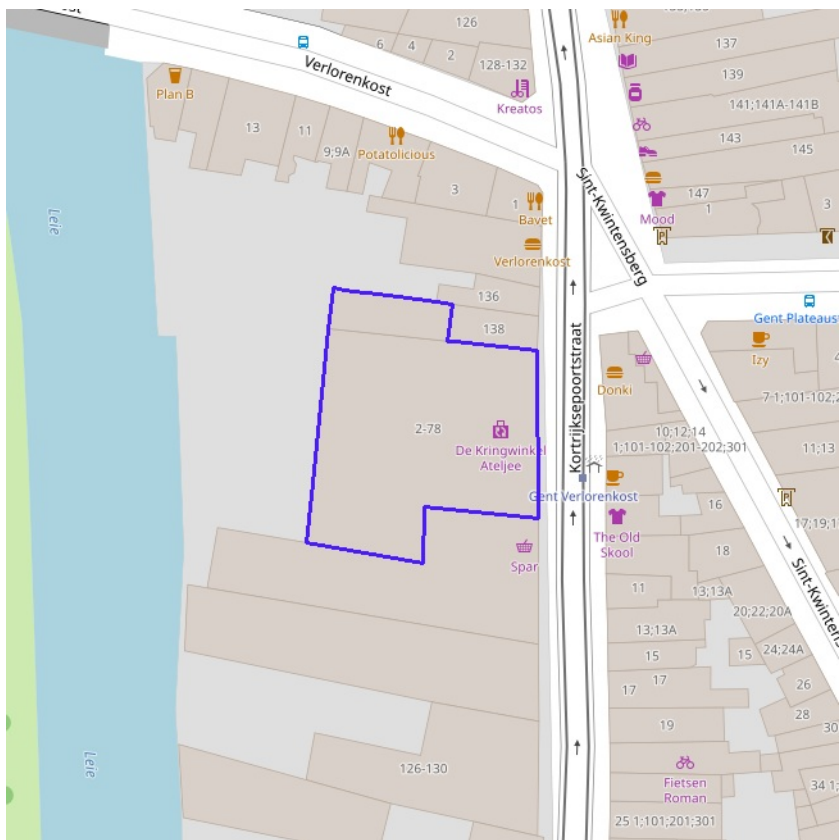 126
6
4
2
128-132
Verlorenkost
Kreatos
Plan B
13
11
9;9A
Potatolicious
3
1
Bavet
Verlorenkost
Asian King
137
139
141;141A-141B
143
145
147
1
3
Mood
Sint-Kwintensberg
Leie
136
138
Kortrijksepoortstraat
Gent Plateaust
Izy
Donki
7 1;101-102;2
2-78
De Kringwinkel
Ateljee
10;12;14
1;101-102;201-202;301
11;13
Gent Verlorenkost
16
17;19;1
The Old
Skool
Spar
18
Sint-Kwintens
11
13;13A
20;22;20A
13;13A
15
15
24;24A
17
17
26
28
30
19
Leie
126-130
Fietsen
Roman
34 1;
25 1;101;201;301